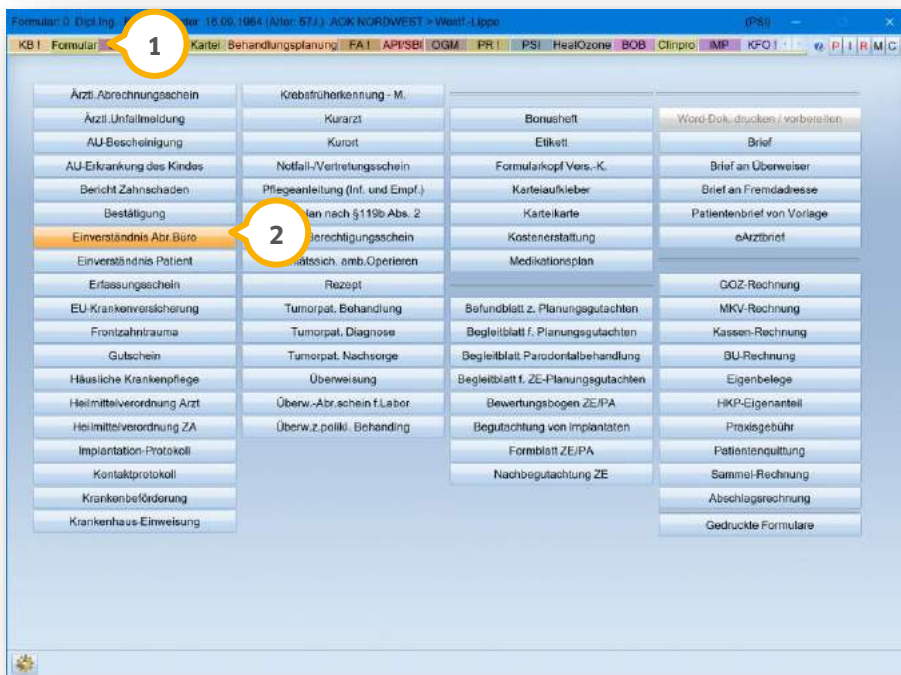 Formular: 0 Dipl.Ing. 16.09.1964 (Alter: 57J.) AOK NORDWEST > Westf.-Lippe (PSI)
KB ! Formular Kartei Behandlungsplanung FA ! API/SBI OGM PR ! PSI HealOzone BOB Clinpro IMP KFO ! P I R M C
1
Ärztl.Abrechnungsschein Krebsfrüherkennung - M.
Ärztl.Unfallmeldung Kurarzt Bonusheft Word-Dok. drucken / vorbereiten
AU-Bescheinigung Kurort Etikett Brief
AU-Erkrankung des Kindes Notfall-/Vertretungsschein Formularkopf Vers.-K. Brief an Überweiser
Bericht Zahnschaden Pflegeanleitung (Inf. und Empf.) Karteiaufkleber Brief an Fremdadresse
Bestätigung nach §119b Abs. 2 Karteikarte Patientenbrief von Vorlage
Einverständnis Abr.Büro 2 Berechtigungsschein Kostenerstattung eArztbrief
Einverständnis Patient amb.Operieren Medikationsplan
Erfassungsschein Rezept GOZ-Rechnung
EU-Krankenversicherung Tumorpat. Behandlung Befundblatt z. Planungsgutachten MKV-Rechnung
Frontzahntrauma Tumorpat. Diagnose Begleitblatt f. Planungsgutachten Kassen-Rechnung
Gutschein Tumorpat. Nachsorge Begleitblatt Parodontalbehandlung BU-Rechnung
Häusliche Krankenpflege Überweisung Begleitblatt f. ZE-Planungsgutachten Eigenbelege
Heilmittelverordnung Arzt Überw.-Abr.schein f.Labor Bewertungsbogen ZE/PA HKP-Eigenanteil
Heilmittelverordnung ZA Überw.z.polikl. Behandlng Begutachtung von Implantaten Praxisgebühr
Implantation-Protokoll Formblatt ZE/PA Patientenquittung
Kontaktprotokoll Nachbegutachtung ZE Sammel-Rechnung
Krankenbeförderung Abschlagsrechnung
Krankenhaus-Einweisung Gedruckte Formulare